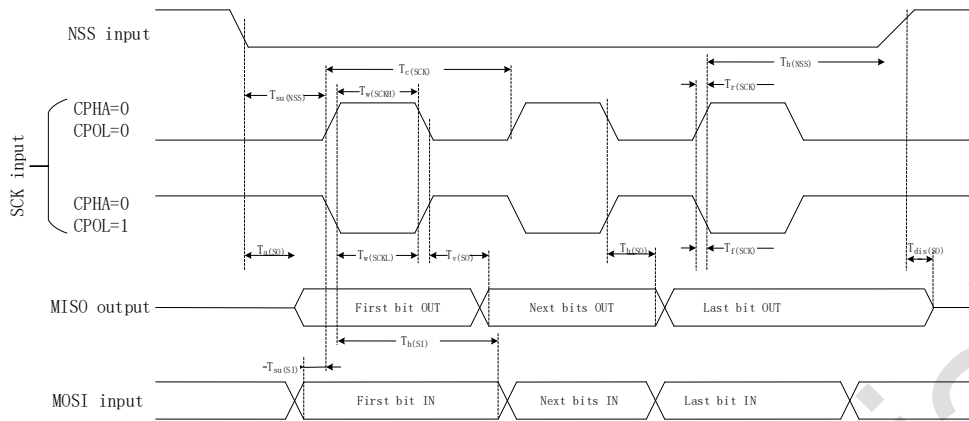 NSS input
Tc(SCK)
Th(NSS)
Tsu(NSS)
Tw(SCKH)
Tr(SCK)
SCK input
CPHA=0
CPOL=0
CPHA=0
CPOL=1
Ta(SO)
Tw(SCKL)
Tv(SO)
Th(SO)
Tf(SCK)
Tdis(SO)
MISO output
First bit OUT
Next bits OUT
Last bit OUT
Th(SI)
Tsu(SI)
MOSI input
First bit IN
Next bits IN
Last bit IN